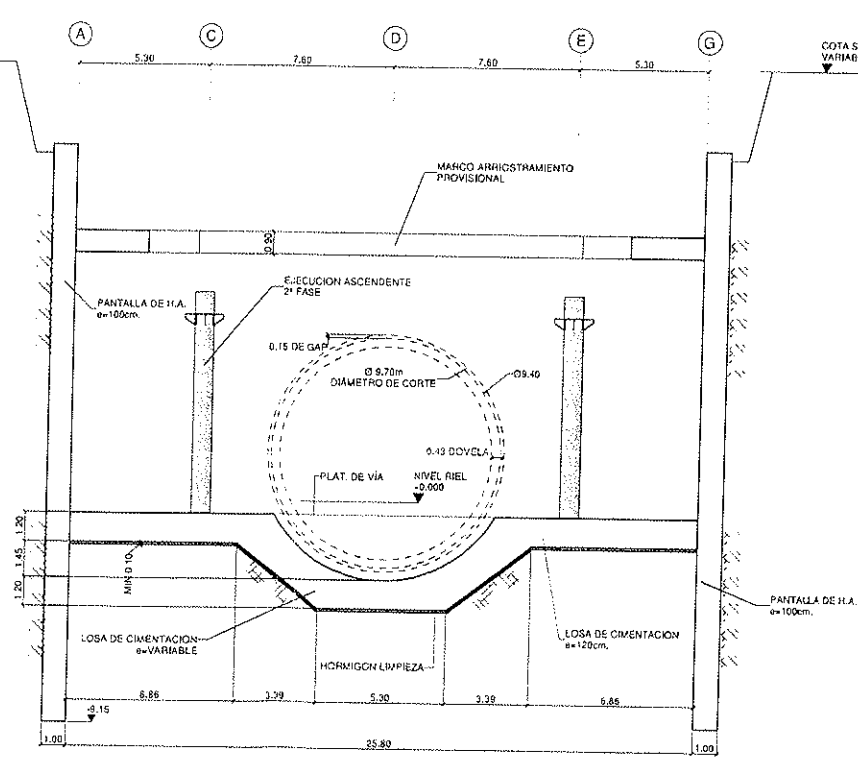 A C D E G
5.30 7.60 7.60 5.30
COTA S
VARIAB
MARCO ARRIOSTRAMIENTO
PROVISIONAL
0.90
EJECUCION ASCENDENTE
2ª FASE
PANTALLA DE H.A.
e=100cm.
0.15 DE GAP
Ø 9.70m
DIÁMETRO DE CORTE
Ø9.40
0.43 DOVELA
PLAT. DE VÍA
NIVEL RIEL
-0.000
1.20
1.45
1.20
MIN 0.10
PANTALLA DE H.A.
e=100cm.
LOSA DE CIMENTACION
e=VARIABLE
LOSA DE CIMENTACION
e=120cm.
HORMIGON LIMPIEZA
6.86 3.39 5.30 3.39 6.85
-9.15
1.00 25.80 1.00